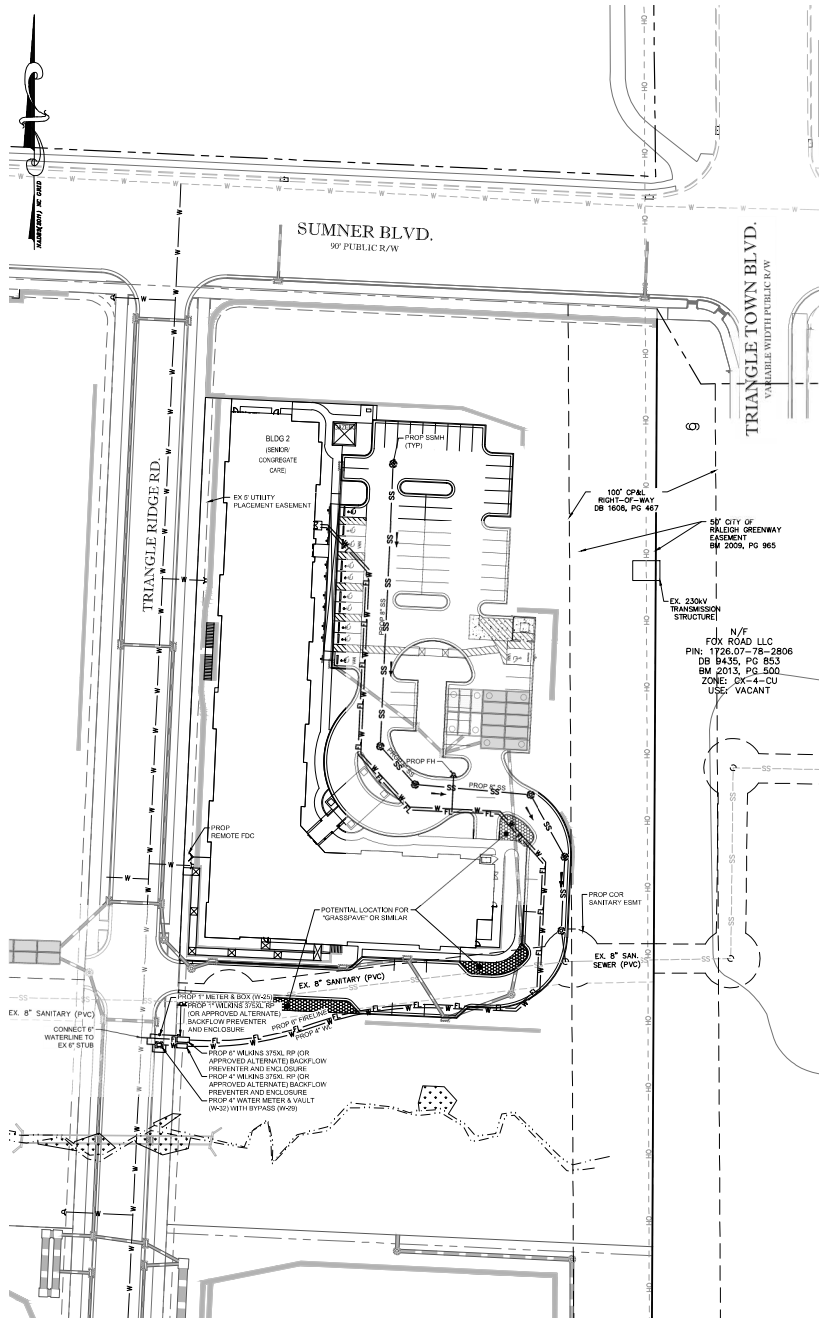 NC GRID
SUMNER BLVD.
90' PUBLIC R/W
TRIANGLE TOWN BLVD.
VARIABLE WIDTH PUBLIC R/W
TRIANGLE RIDGE RD.
BLDG 2
(SENIOR/
CONGREGATE
CARE)
PROP SSMH
(TYP)
EX 5' UTILITY
PLACEMENT EASEMENT
100' CP&L
RIGHT-OF-WAY
DB 1608, PG 467
50' CITY OF
RALEIGH GREENWAY
EASEMENT
BM 2009, PG 965
9
EX. 230kV
TRANSMISSION
STRUCTURE
N/F
FOX ROAD LLC
PIN: 1726.07-78-2806
DB 9435, PG 853
BM 2013, PG 500
ZONE: CX-4-CU
USE: VACANT
PROP 8" SS
PROP FH
PROP 8" SS
PROP
REMOTE FDC
POTENTIAL LOCATION FOR
"GRASSPAVE" OR SIMILAR
PROP COR
SANITARY ESMT
EX. 8" SAN.
SEWER (PVC)
EX. 8" SANITARY (PVC)
EX. 8" SANITARY (PVC)
PROP 1" METER & BOX (W-25)
PROP 1" WILKINS 375XL RP
(OR APPROVED ALTERNATE)
BACKFLOW PREVENTER
AND ENCLOSURE
PROP 6" FIRELINE
PROP 4" WL
CONNECT 6"
WATERLINE TO
EX 6" STUB
PROP 6" WILKINS 375XL RP (OR
APPROVED ALTERNATE) BACKFLOW
PREVENTER AND ENCLOSURE
PROP 4" WILKINS 375XL RP (OR
APPROVED ALTERNATE) BACKFLOW
PREVENTER AND ENCLOSURE
PROP 4" WATER METER & VAULT
(W-32) WITH BYPASS (W-29)